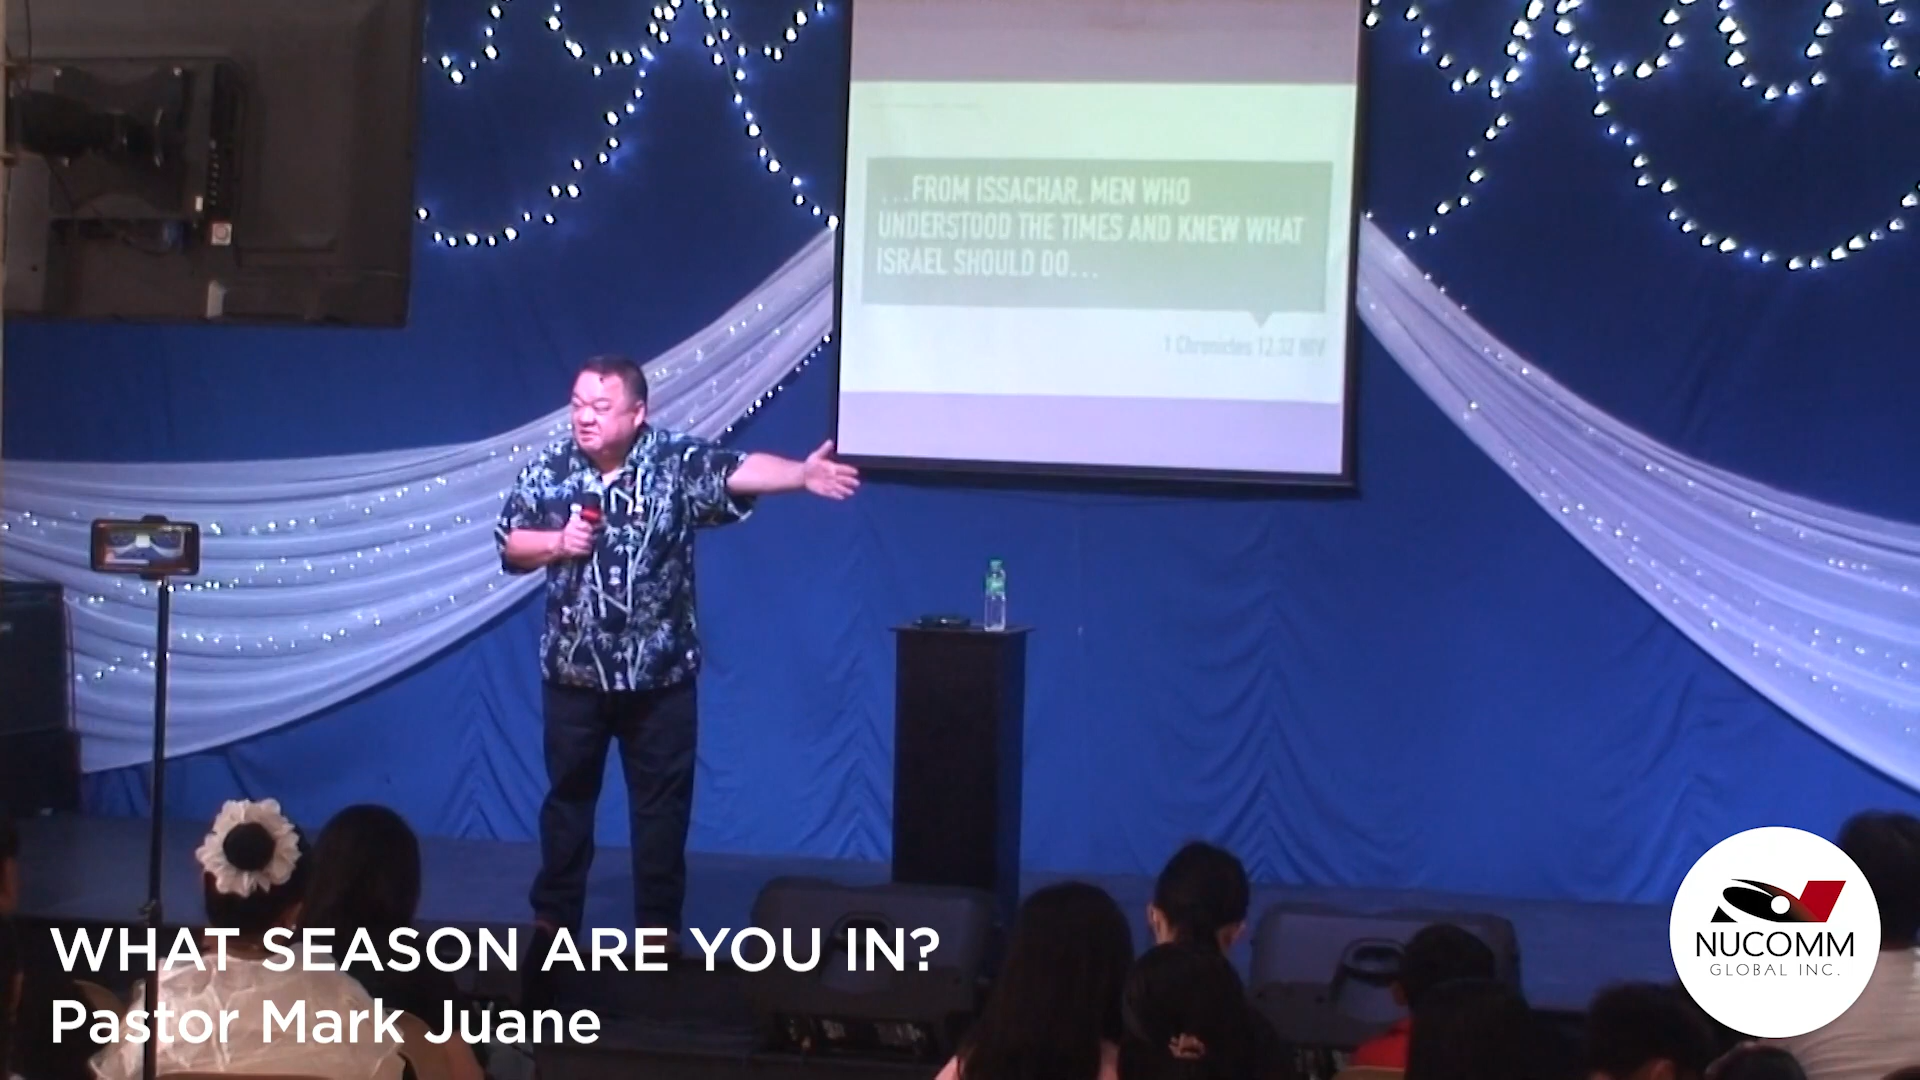 ...FROM ISSACHAR, MEN WHO
UNDERSTOOD THE TIMES AND KNEW WHAT
ISRAEL SHOULD DO...
1 Chronicles 12:32 NIV
WHAT SEASON ARE YOU IN?
Pastor Mark Juane
NUCOMM
GLOBAL INC.